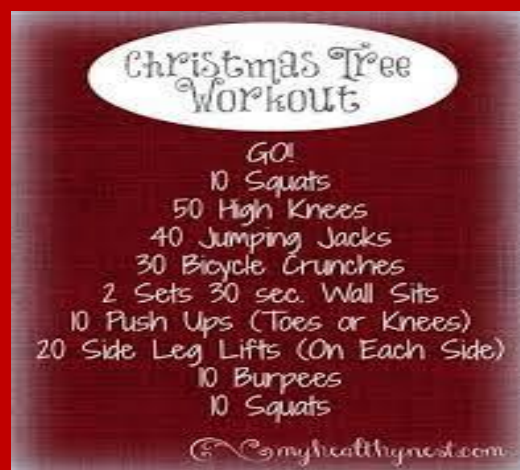 Christmas Tree
Workout
GO!!
10 Squats
50 High Knees
40 Jumping Jacks
30 Bicycle Crunches
2 Sets 30 sec. Wall Sits
10 Push Ups (Toes or Knees)
20 Side Leg Lifts (On Each Side)
10 Burpees
10 Squats
myhealthynest.com